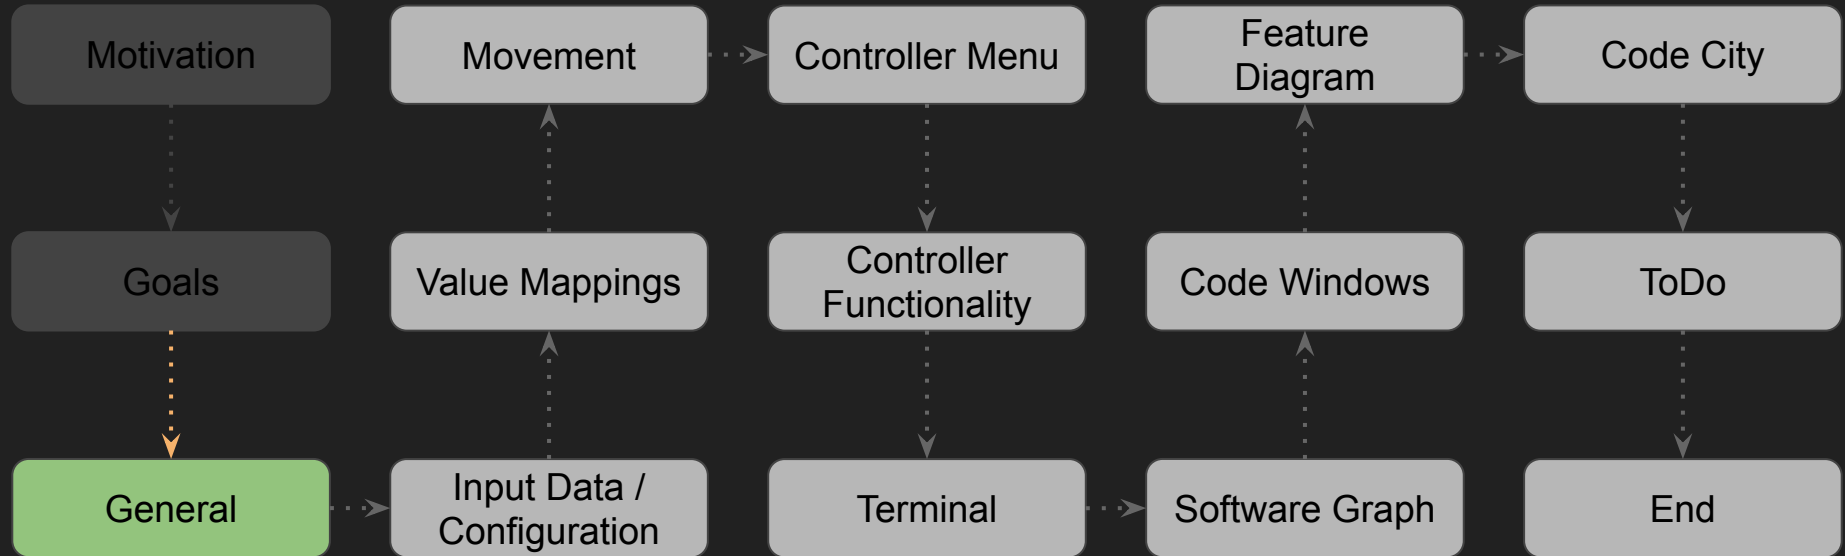 Motivation
Goals
General
Input Data /
Configuration
Value Mappings
Movement
Controller Menu
Controller
Functionality
Terminal
Software Graph
Code Windows
Feature
Diagram
Code City
ToDo
End